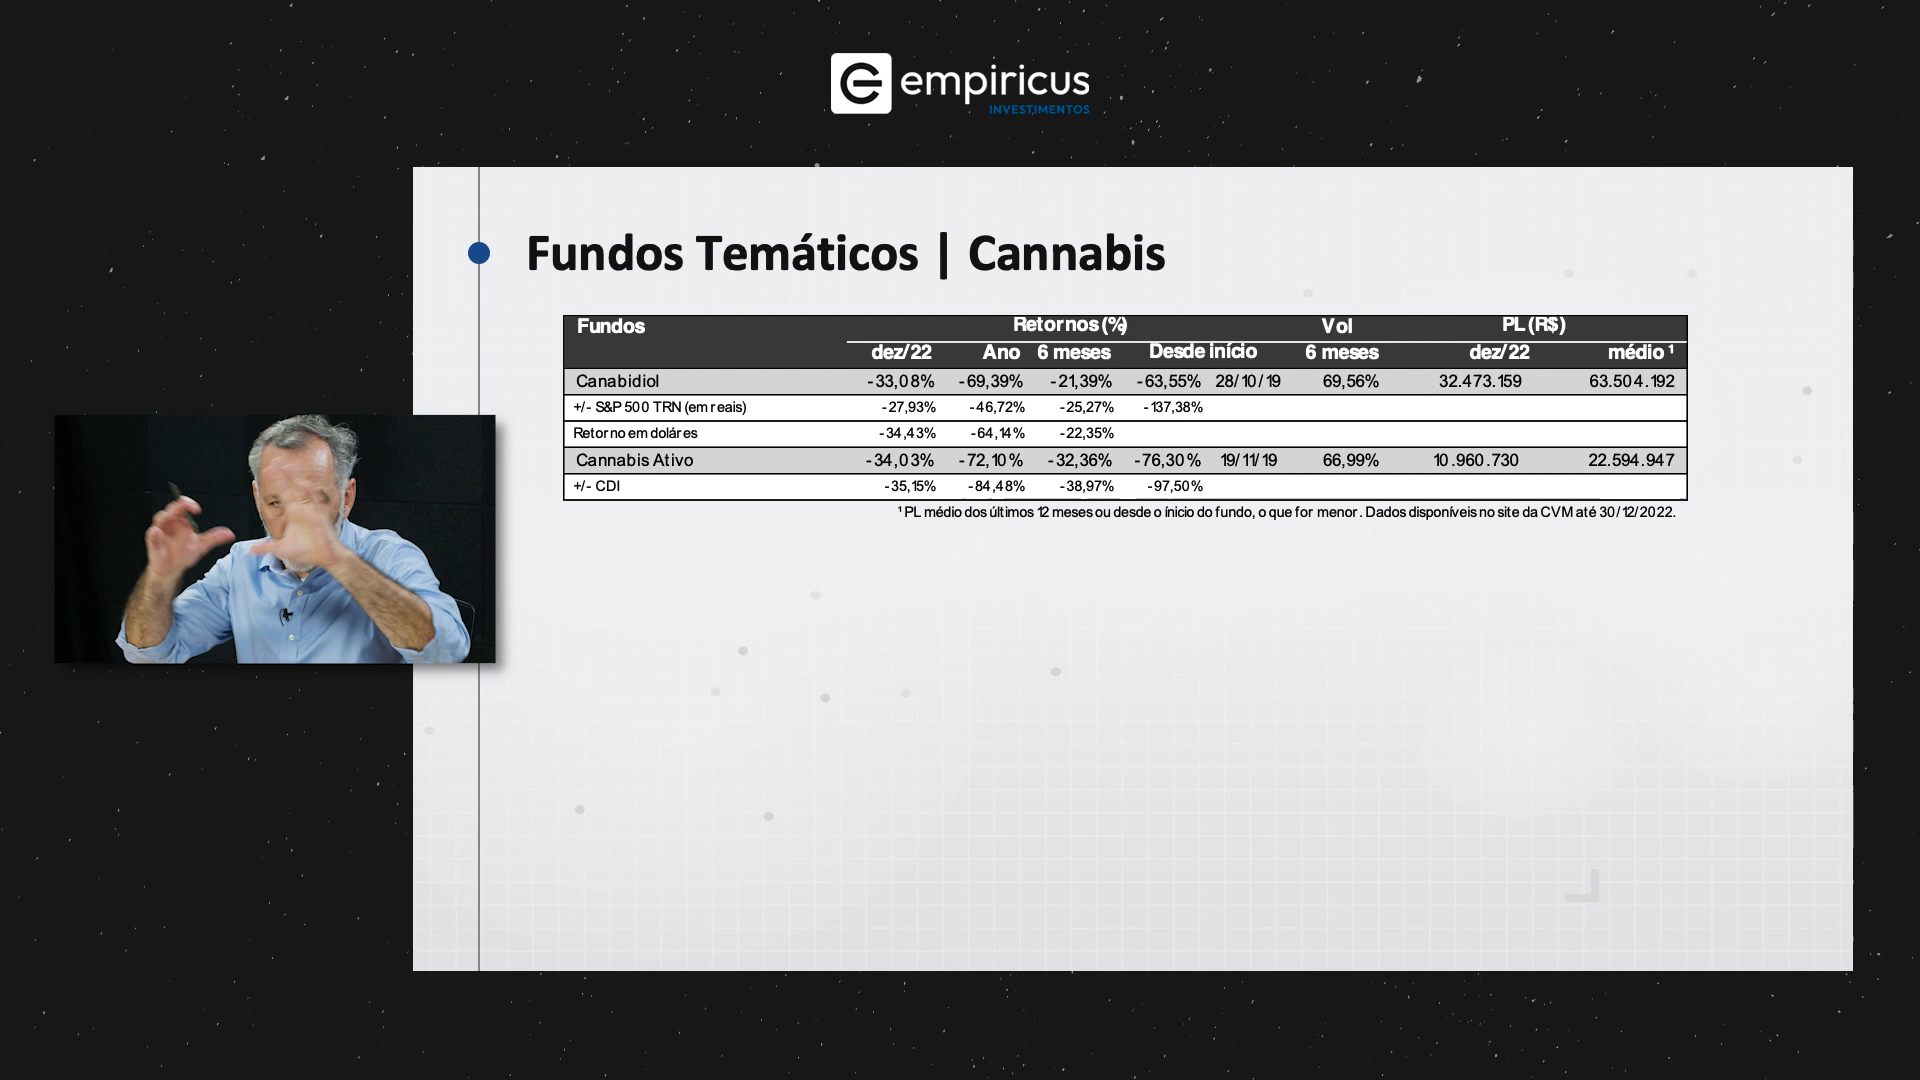 empiricus
INVESTIMENTOS
Fundos Temáticos | Cannabis
Fundos Retornos (%) Vol PL (R$)
dez/22 Ano 6 meses Desde início 6 meses dez/22 médio ¹
Canabidiol -33,08% -69,39% -21,39% -63,55% 28/10/19 69,56% 32.473.159 63.504.192
+/- S&P 500 TRN (em reais) -27,93% -46,72% -25,27% -137,38%
Retorno em doláres -34,43% -64,14% -22,35%
Cannabis Ativo -34,03% -72,10% -32,36% -76,30% 19/11/19 66,99% 10.960.730 22.594.947
+/- CDI -35,15% -84,48% -38,97% -97,50%
¹ PL médio dos últimos 12 meses ou desde o ínicio do fundo, o que for menor. Dados disponíveis no site da CVM até 30/12/2022.